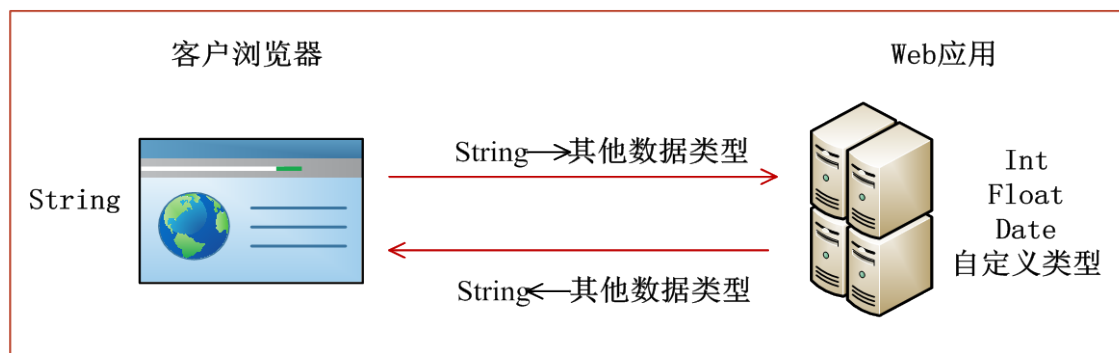 客户浏览器
Web应用
String→其他数据类型
String
Int
Float
Date
自定义类型
String←其他数据类型